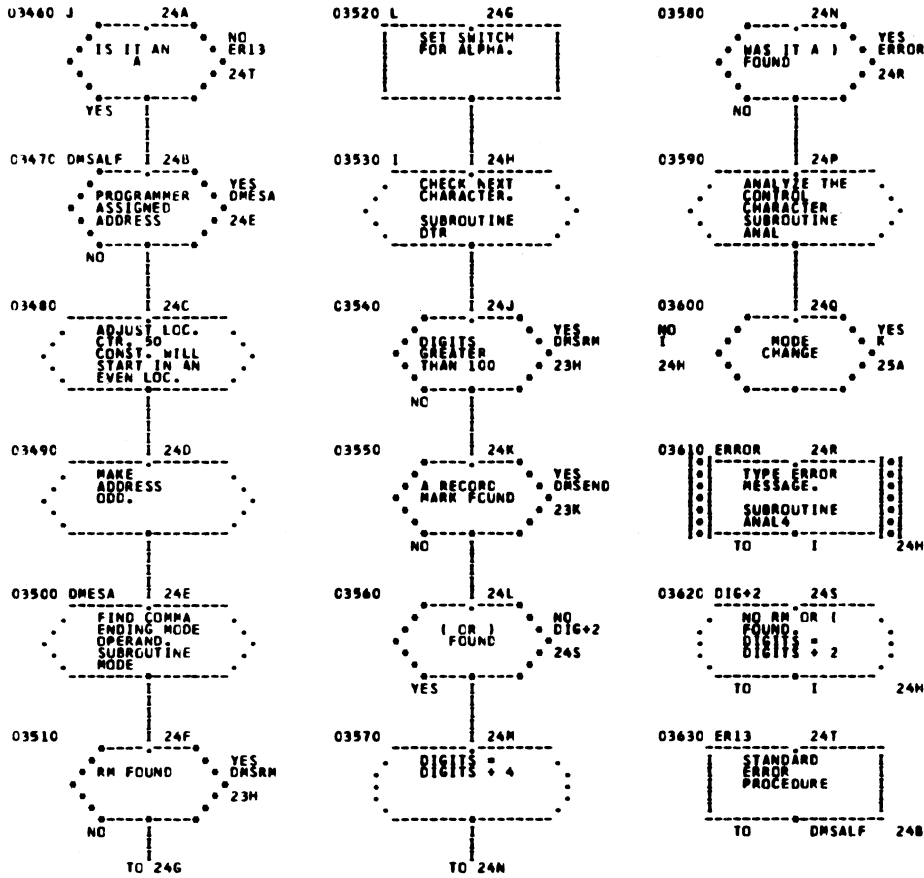 03460 J 24A
IS IT AN
A
NO
ER13
24T
YES
03470 DMSALF I 24B
PROGRAMMER
ASSIGNED
ADDRESS
YES
DMESA
24E
NO
03480 I 24C
ADJUST LOC.
CTR. SO
CONST. WILL
START IN AN
EVEN LOC.
03490 24D
MAKE
ADDRESS
ODD.
03500 DMESA I 24E
FIND COMMA
ENDING MODE
OPERAND.
SUBROUTINE
MODE
03510 I 24F
RM FOUND
YES
DMSRM
23H
NO
TO 24G
03520 L 24G
SET SWITCH
FOR ALPHA.
03530 I 24H
CHECK NEXT
CHARACTER.
SUBROUTINE
DTR
03540 I 24J
DIGITS
GREATER
THAN 100
YES
DMSRM
23H
NO
03550 I 24K
A RECORD
MARK FOUND
YES
DMSEND
23K
NO
03560 I 24L
( OR )
FOUND
NO
DIG+2
24S
YES
03570 I 24M
DIGITS =
DIGITS + 4
TO 24N
03580 24N
WAS IT A )
FOUND
YES
ERROR
24R
NO
03590 I 24P
ANALYZE THE
CONTROL
CHARACTER
SUBROUTINE
ANAL
03600 I 24Q
NO
I
24H
MODE
CHANGE
YES
K
25A
03610 ERROR 24R
TYPE ERROR
MESSAGE.
SUBROUTINE
ANAL4
TO I 24H
03620 DIG+2 24S
NO RM OR (
FOUND.
DIGITS =
DIGITS + 2
TO I 24H
03630 ER13 24T
STANDARD
ERROR
PROCEDURE
TO DMSALF 24B